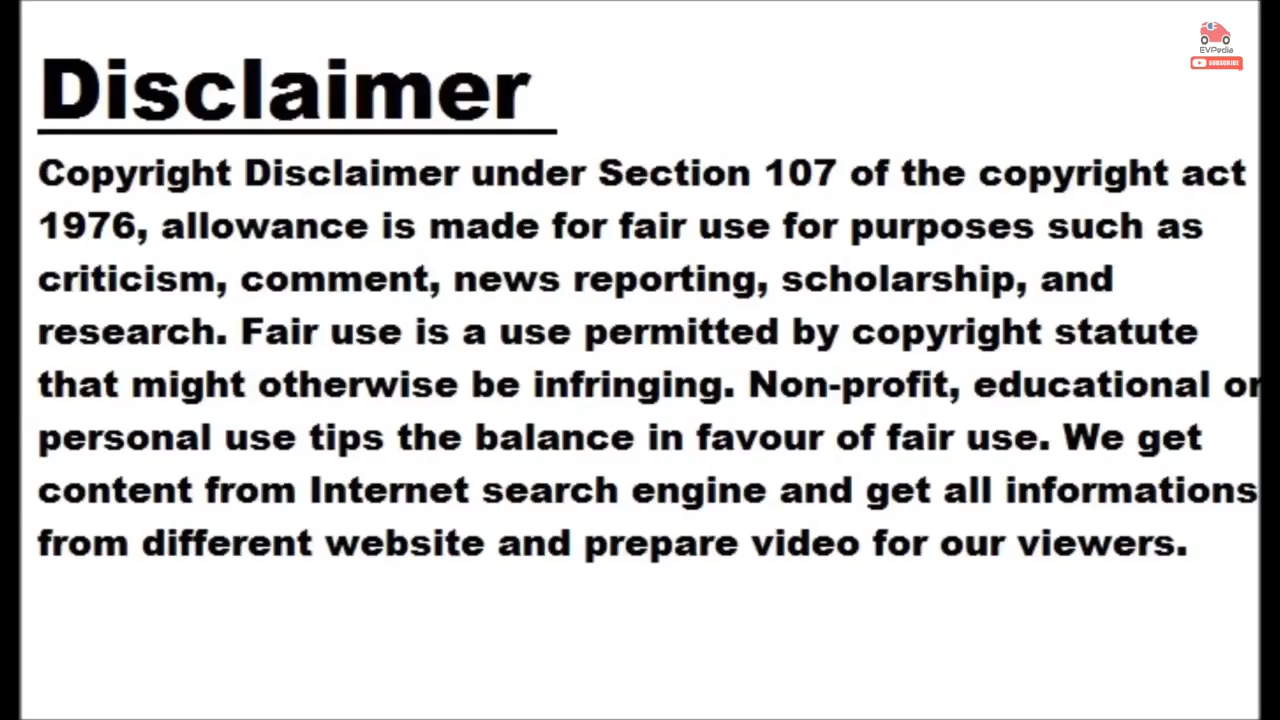 EVPedia
SUBSCRIBE
Disclaimer
Copyright Disclaimer under Section 107 of the copyright act
1976, allowance is made for fair use for purposes such as
criticism, comment, news reporting, scholarship, and
research. Fair use is a use permitted by copyright statute
that might otherwise be infringing. Non-profit, educational or
personal use tips the balance in favour of fair use. We get
content from Internet search engine and get all informations
from different website and prepare video for our viewers.